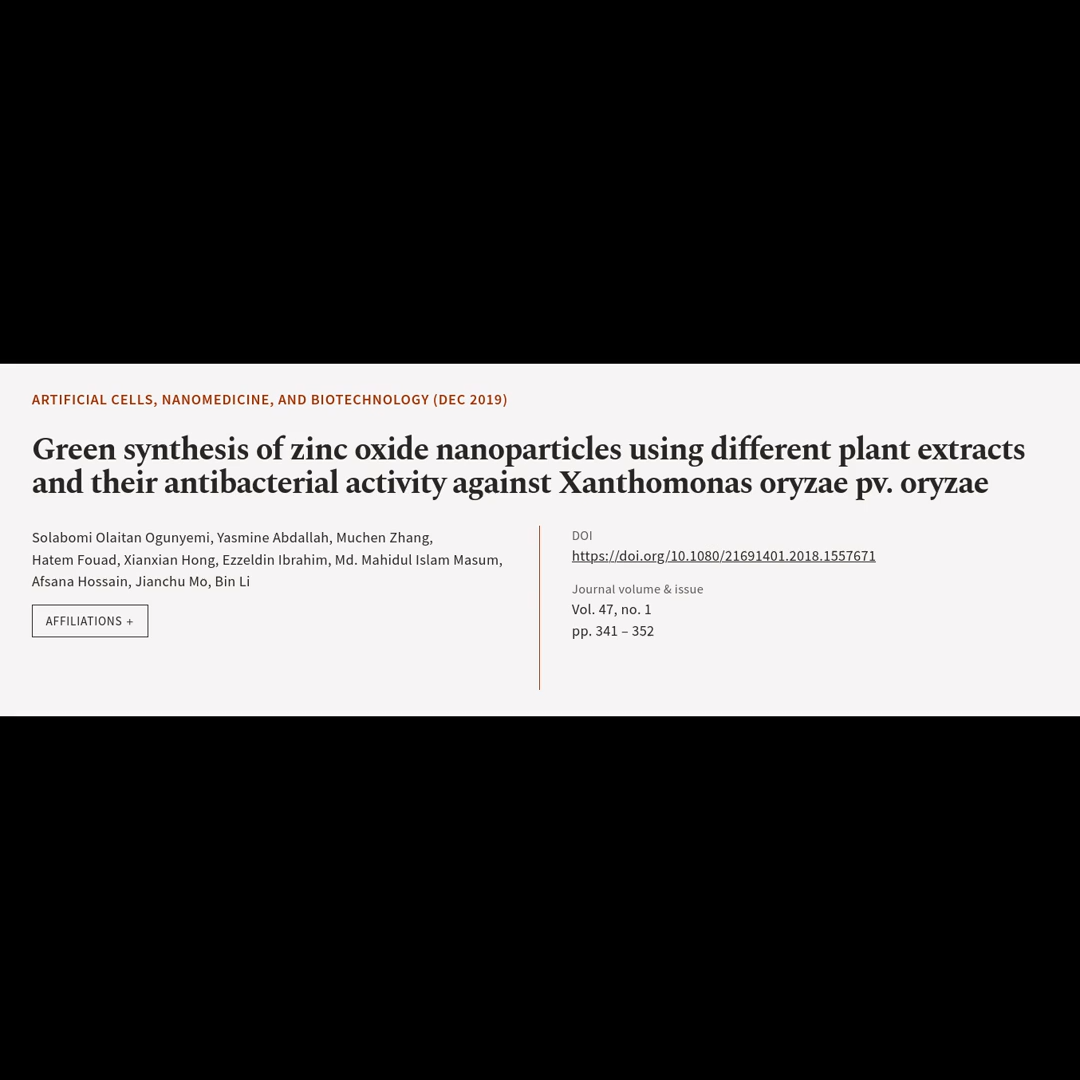 ARTIFICIAL CELLS, NANOMEDICINE, AND BIOTECHNOLOGY (DEC 2019)
Green synthesis of zinc oxide nanoparticles using different plant extracts
and their antibacterial activity against Xanthomonas oryzae pv. oryzae
Solabomi Olaitan Ogunyemi, Yasmine Abdallah, Muchen Zhang,
Hatem Fouad, Xianxian Hong, Ezzeldin Ibrahim, Md. Mahidul Islam Masum,
Afsana Hossain, Jianchu Mo, Bin Li
AFFILIATIONS +
DOI
https://doi.org/10.1080/21691401.2018.1557671
Journal volume & issue
Vol. 47, no. 1
pp. 341 – 352